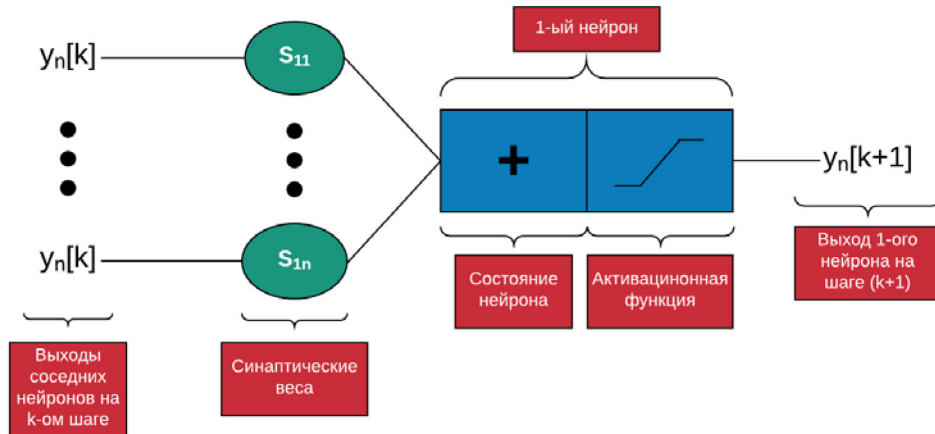 1-ый нейрон
yₙ[k]
S₁₁
+
yₙ[k+1]
yₙ[k]
S₁ₙ
Состояние
нейрона
Активацинонная
функция
Выход 1-ого
нейрона на
шаге (k+1)
Выходы
соседних
нейронов на
k-ом шаге
Синаптические
веса